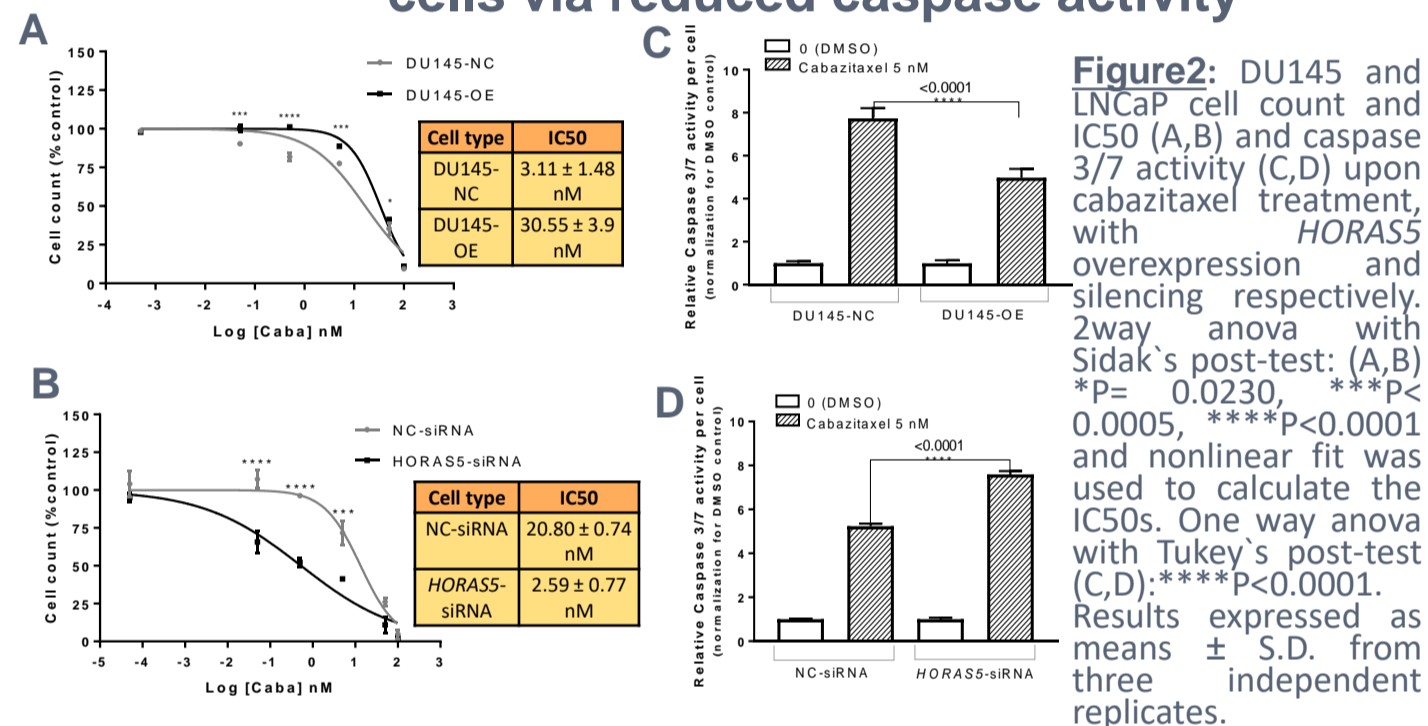 cells via reduced caspase activity
A
150
125
100
75
50
25
0
Cell count (%control)
-4 -3 -2 -1 0 1 2 3
Log [Caba] nM
DU145-NC
DU145-OE
*** **** *** *
Cell type IC50
DU145-NC 3.11 ± 1.48 nM
DU145-OE 30.55 ± 3.9 nM
B
150
125
100
75
50
25
0
Cell count (%control)
-5 -4 -3 -2 -1 0 1 2 3
Log [Caba] nM
NC-siRNA
HORAS5-siRNA
**** **** ***
Cell type IC50
NC-siRNA 20.80 ± 0.74 nM
HORAS5-siRNA 2.59 ± 0.77 nM
C
0 (DMSO)
Cabazitaxel 5 nM
Relative Caspase 3/7 activity per cell
(normalization for DMSO control)
10
8
6
4
2
0
<0.0001
****
DU145-NC DU145-OE
D
0 (DMSO)
Cabazitaxel 5 nM
Relative Caspase 3/7 activity per cell
(normalization for DMSO control)
10
8
6
4
2
0
<0.0001
****
NC-siRNA HORAS5-siRNA
Figure2: DU145 and
LNCaP cell count and
IC50 (A,B) and caspase
3/7 activity (C,D) upon
cabazitaxel treatment,
with HORAS5
overexpression and
silencing respectively.
2way anova with
Sidak`s post-test: (A,B)
*P= 0.0230, ***P<
0.0005, ****P<0.0001
and nonlinear fit was
used to calculate the
IC50s. One way anova
with Tukey`s post-test
(C,D):****P<0.0001.
Results expressed as
means ± S.D. from
three independent
replicates.